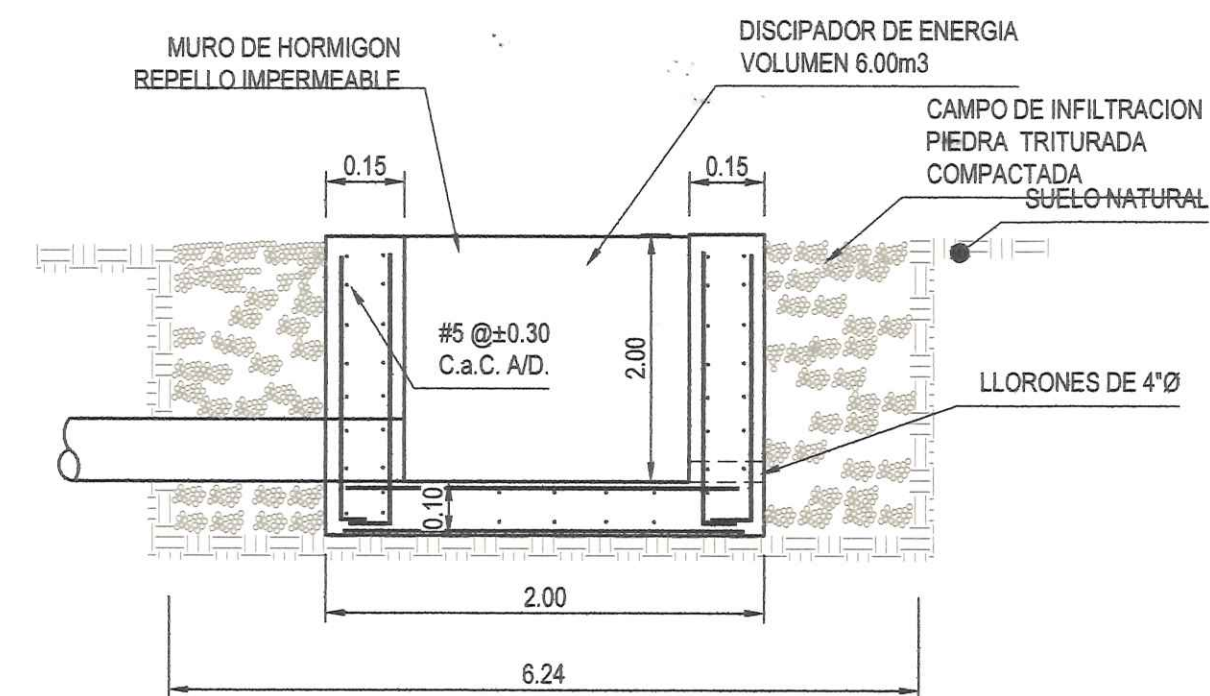 MURO DE HORMIGON
REPELLO IMPERMEABLE
DISCIPADOR DE ENERGIA
VOLUMEN 6.00m3
CAMPO DE INFILTRACION
PIEDRA TRITURADA
COMPACTADA
SUELO NATURAL
0.15
0.15
#5 @±0.30
C.a.C. A/D.
2.00
LLORONES DE 4"Ø
0.10
2.00
6.24